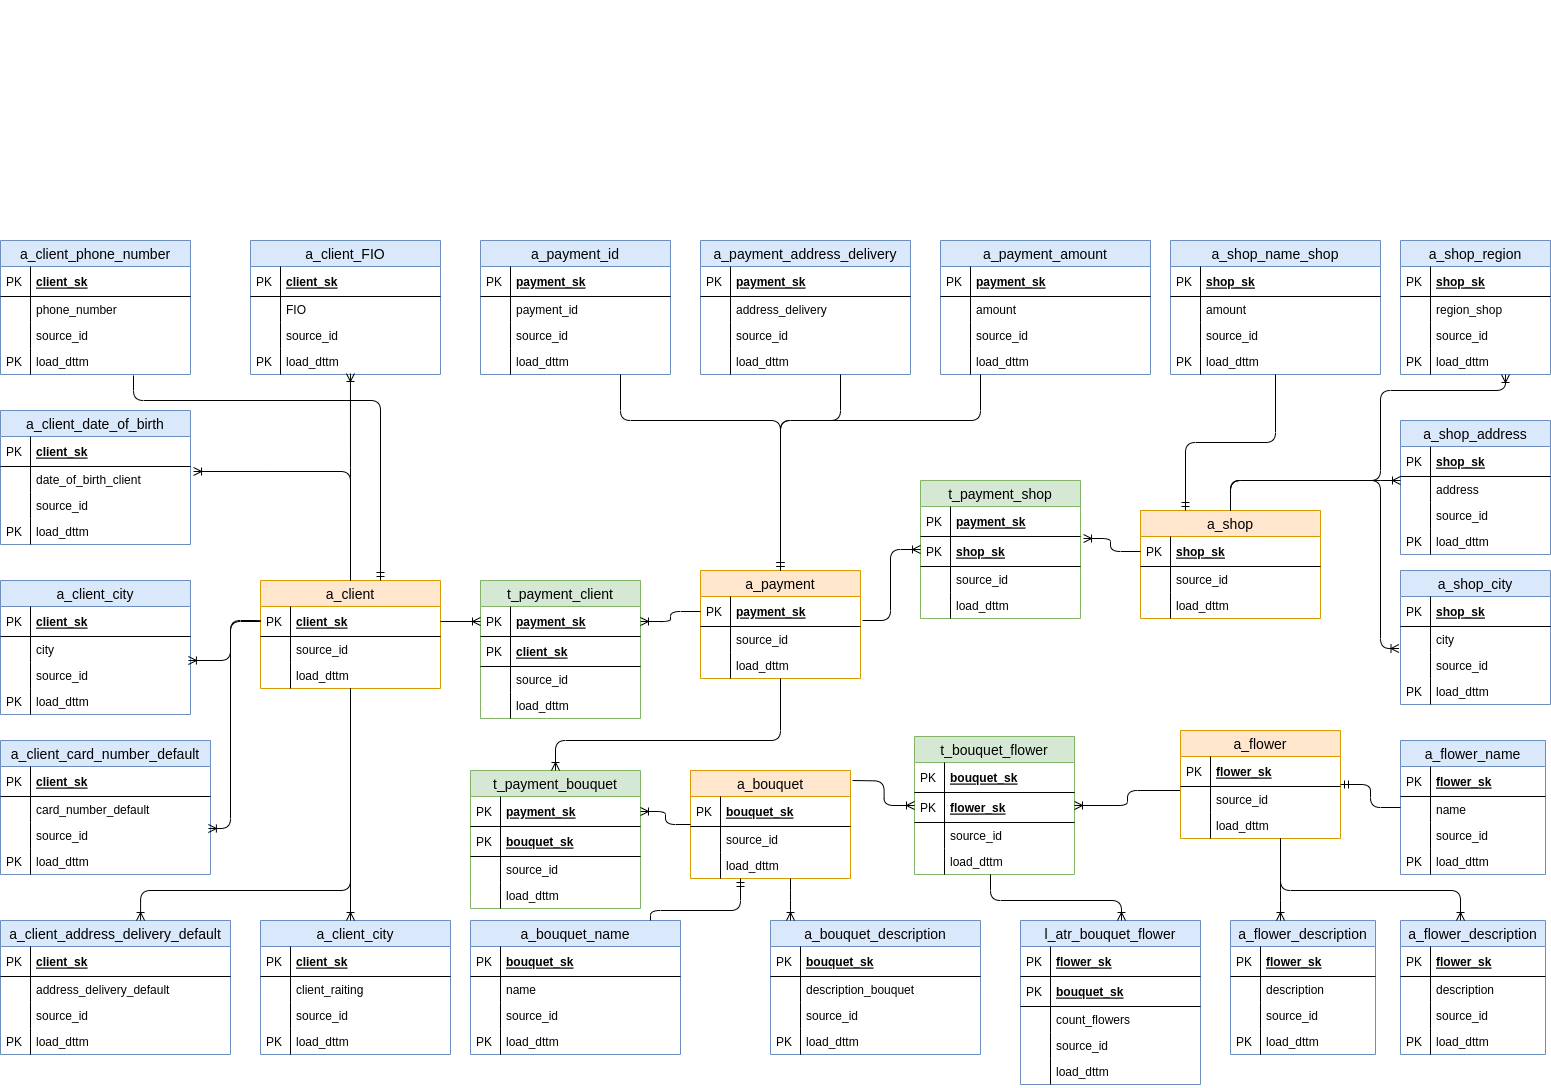 a_client_phone_number
PK client_sk
phone_number
source_id
PK load_dttm
a_client_FIO
PK client_sk
FIO
source_id
PK load_dttm
a_payment_id
PK payment_sk
payment_id
source_id
load_dttm
a_payment_address_delivery
PK payment_sk
address_delivery
source_id
load_dttm
a_payment_amount
PK payment_sk
amount
source_id
load_dttm
a_shop_name_shop
PK shop_sk
amount
source_id
PK load_dttm
a_shop_region
PK shop_sk
region_shop
source_id
PK load_dttm
a_client_date_of_birth
PK client_sk
date_of_birth_client
source_id
PK load_dttm
a_shop_address
PK shop_sk
address
source_id
PK load_dttm
t_payment_shop
PK payment_sk
PK shop_sk
source_id
load_dttm
a_shop
PK shop_sk
source_id
load_dttm
a_client_city
PK client_sk
city
source_id
PK load_dttm
a_client
PK client_sk
source_id
load_dttm
t_payment_client
PK payment_sk
PK client_sk
source_id
load_dttm
a_payment
PK payment_sk
source_id
load_dttm
a_shop_city
PK shop_sk
city
source_id
PK load_dttm
a_client_card_number_default
PK client_sk
card_number_default
source_id
PK load_dttm
t_payment_bouquet
PK payment_sk
PK bouquet_sk
source_id
load_dttm
a_bouquet
PK bouquet_sk
source_id
load_dttm
t_bouquet_flower
PK bouquet_sk
PK flower_sk
source_id
load_dttm
a_flower
PK flower_sk
source_id
load_dttm
a_flower_name
PK flower_sk
name
source_id
PK load_dttm
a_client_address_delivery_default
PK client_sk
address_delivery_default
source_id
PK load_dttm
a_client_city
PK client_sk
client_raiting
source_id
PK load_dttm
a_bouquet_name
PK bouquet_sk
name
source_id
PK load_dttm
a_bouquet_description
PK bouquet_sk
description_bouquet
source_id
PK load_dttm
l_atr_bouquet_flower
PK flower_sk
PK bouquet_sk
count_flowers
source_id
load_dttm
a_flower_description
PK flower_sk
description
source_id
PK load_dttm
a_flower_description
PK flower_sk
description
source_id
PK load_dttm